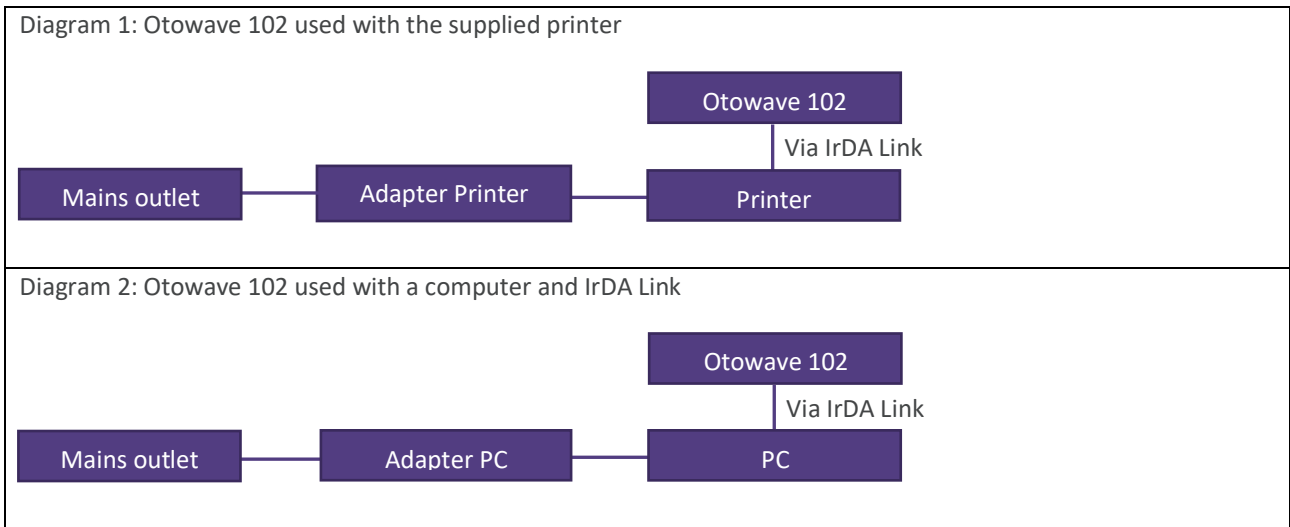 Diagram 1: Otowave 102 used with the supplied printer
Otowave 102
Via IrDA Link
Mains outlet
Adapter Printer
Printer
Diagram 2: Otowave 102 used with a computer and IrDA Link
Otowave 102
Via IrDA Link
Mains outlet
Adapter PC
PC